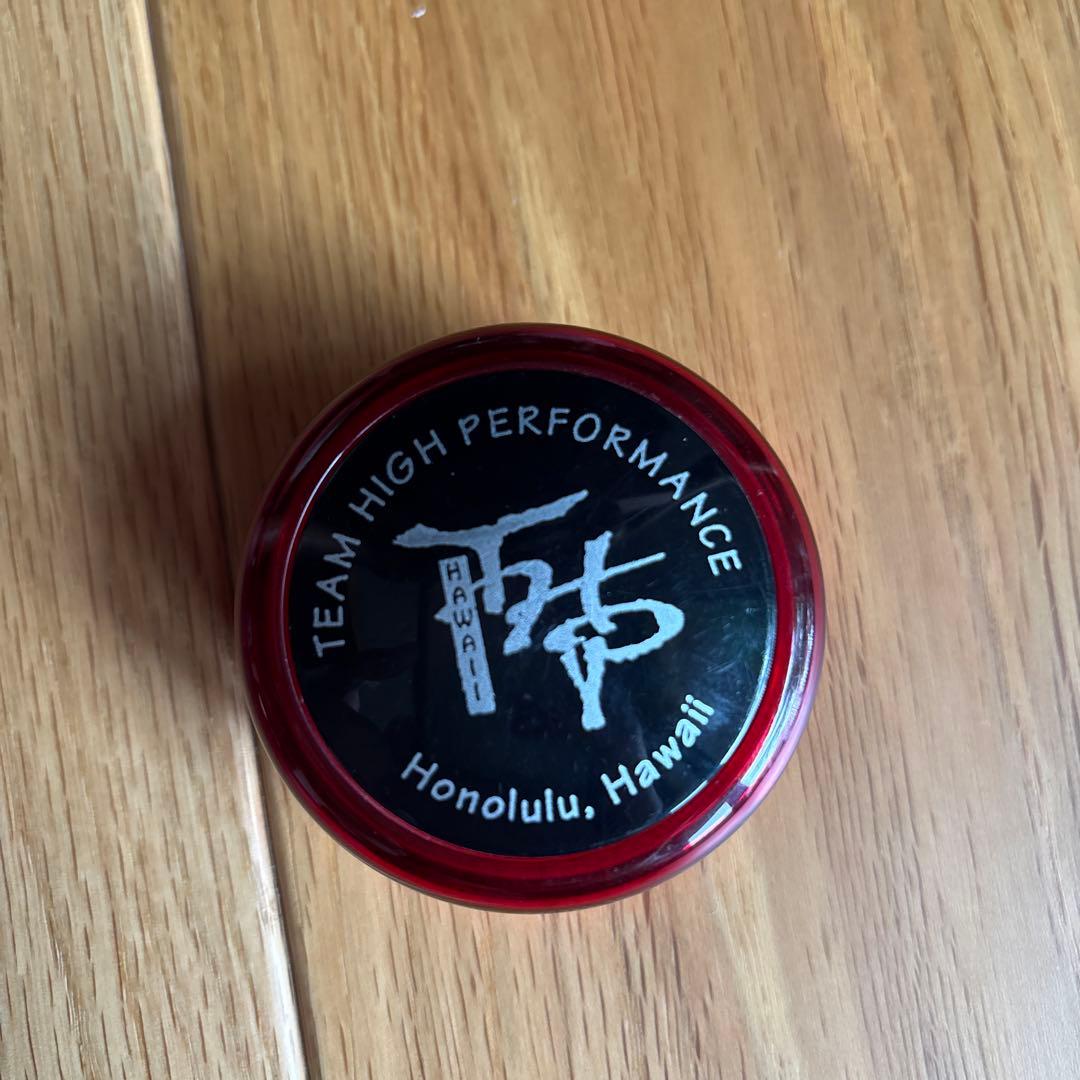 TEAM HIGH PERFORMANCE
THP
HAWAII
Honolulu, Hawaii